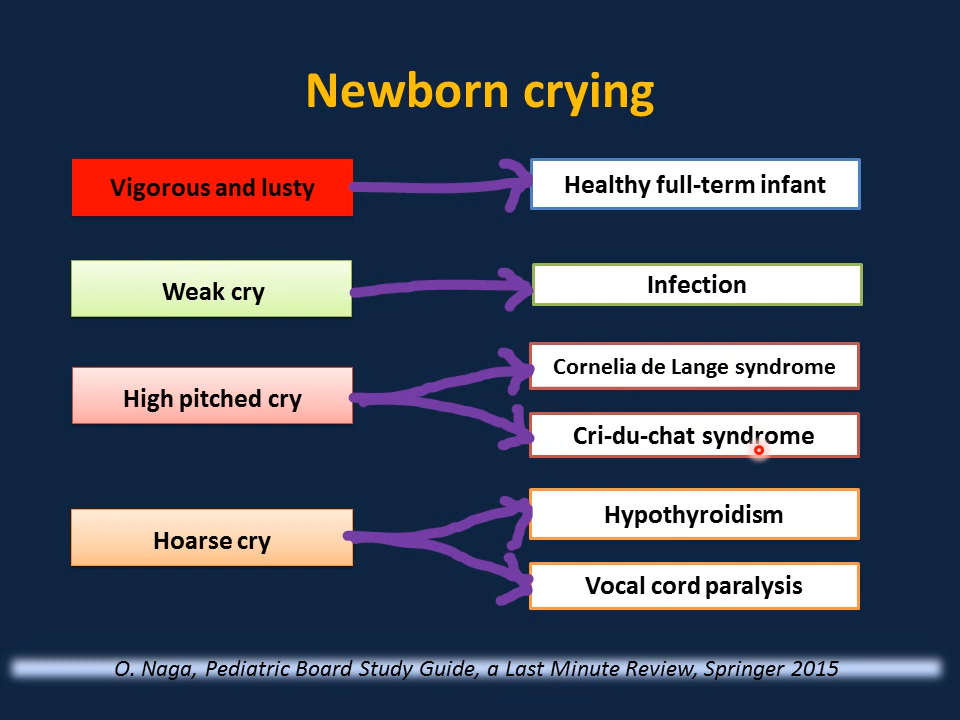 Newborn crying
Vigorous and lusty
Healthy full-term infant
Weak cry
Infection
High pitched cry
Cornelia de Lange syndrome
Cri-du-chat syndrome
Hoarse cry
Hypothyroidism
Vocal cord paralysis
O. Naga, Pediatric Board Study Guide, a Last Minute Review, Springer 2015